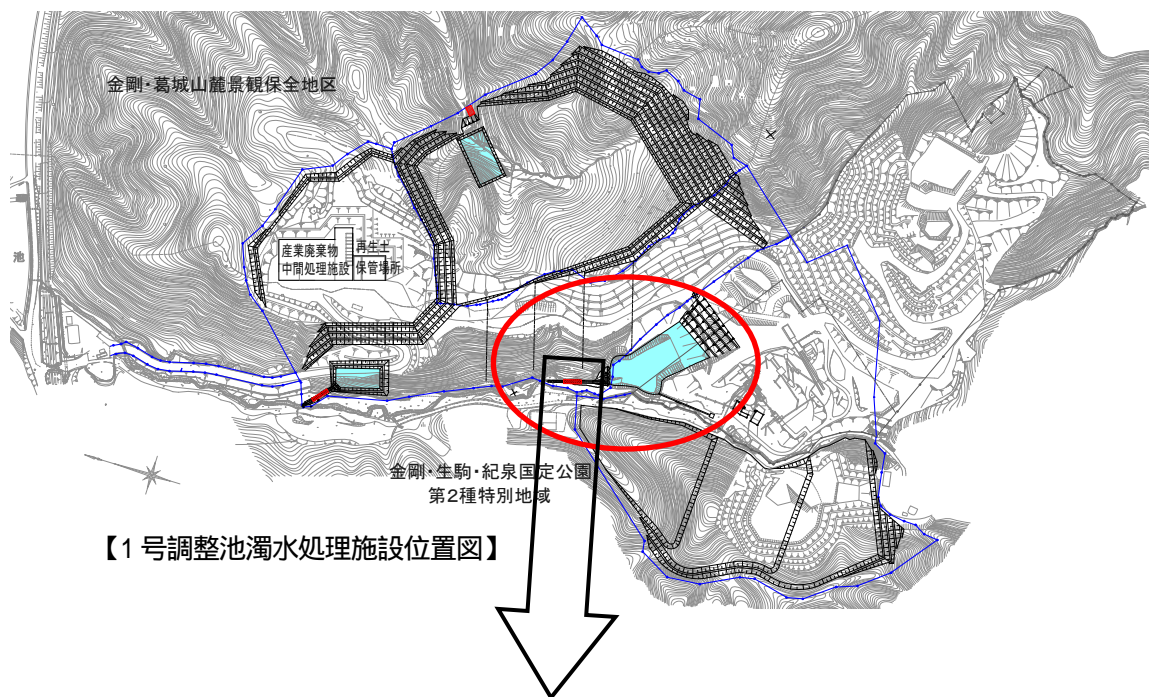 金剛・葛城山麓景観保全地区
産業廃棄物
中間処理施設
再生土
保管場所
池
金剛・生駒・紀泉国定公園
第2種特別地域
【1号調整池濁水処理施設位置図】